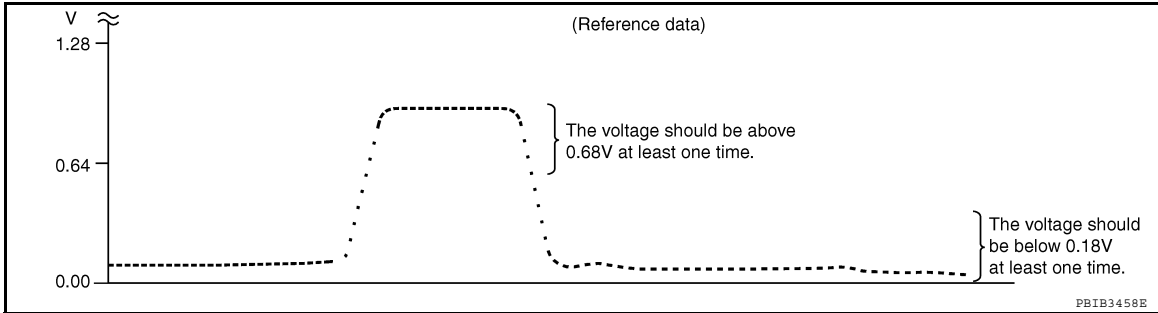 V
(Reference data)
1.28
The voltage should be above
0.64
0.68V at least one time.
The voltage should
be below 0.18V
0.00
at least one time.
PBIB3458E